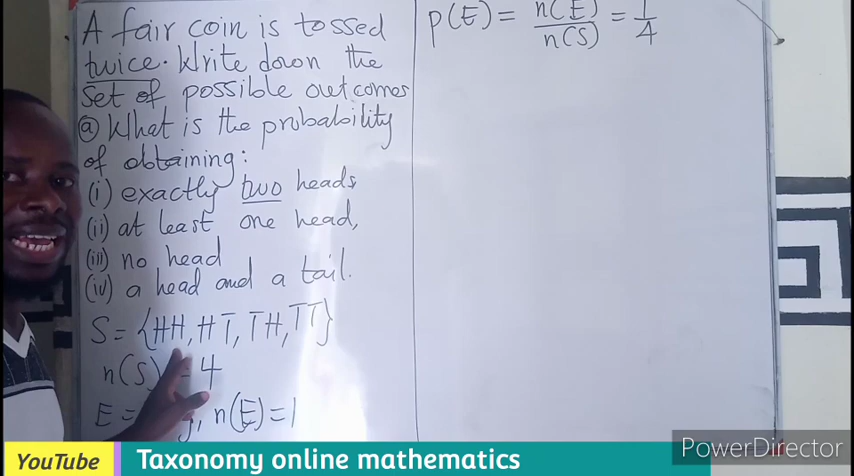 A fair coin is tossed
twice. Write down the
set of possible outcomes
(a) What is the probability
of obtaining:
(i) exactly two heads
(ii) at least one head,
(iii) no head
(iv) a head and a tail.
S = {HH, HT, TH, TT}
n(S) = 4
E = }, n(E) = 1
p(E) = n(E)/n(S) = 1/4
YouTube Taxonomy online mathematics
PowerDirector